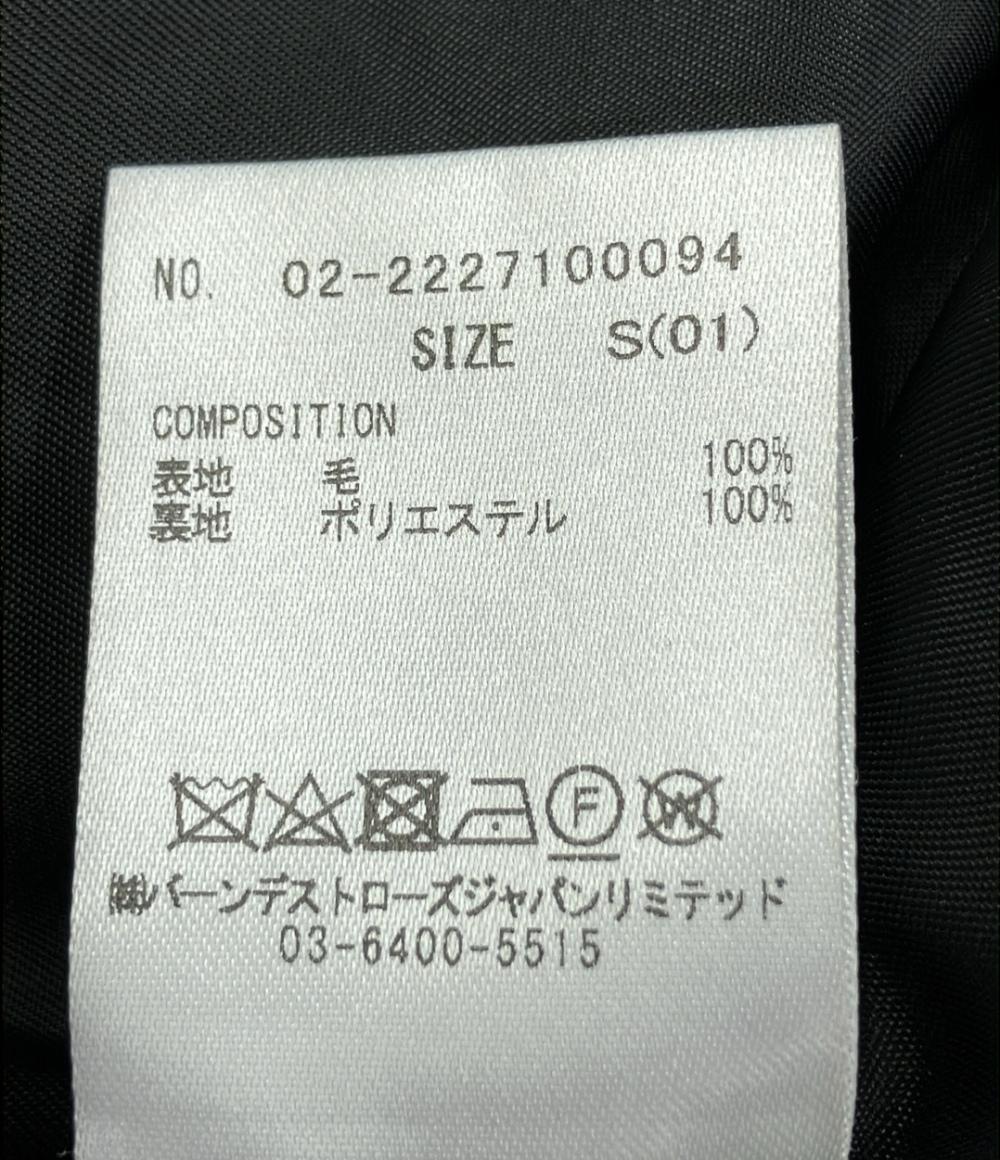 NO. 02-2227100094
SIZE S(01)
COMPOSITION
表地 毛 100%
裏地 ポリエステル 100%
F W
㈱バーンデストローズジャパンリミテッド
03-6400-5515